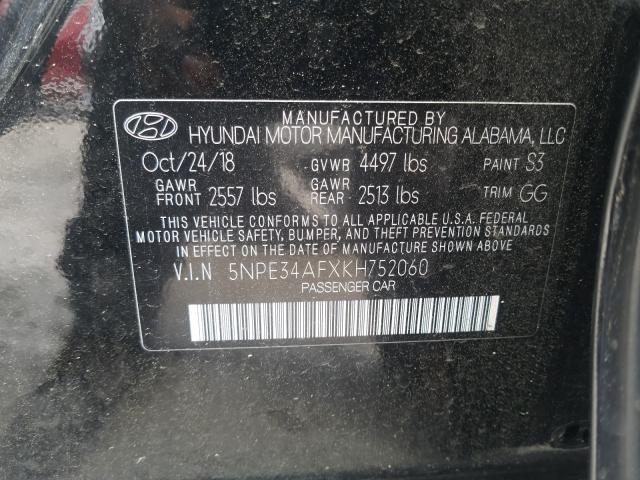 MANUFACTURED BY
HYUNDAI MOTOR MANUFACTURING ALABAMA, LLC
Oct/24/18 GVWR 4497 lbs PAINT S3
GAWR FRONT 2557 lbs GAWR REAR 2513 lbs TRIM GG
THIS VEHICLE CONFORMS TO ALL APPLICABLE U.S.A. FEDERAL
MOTOR VEHICLE SAFETY, BUMPER, AND THEFT PREVENTION STANDARDS
IN EFFECT ON THE DATE OF MANUFACTURE SHOWN ABOVE.
V.I.N 5NPE34AFXKH752060
PASSENGER CAR